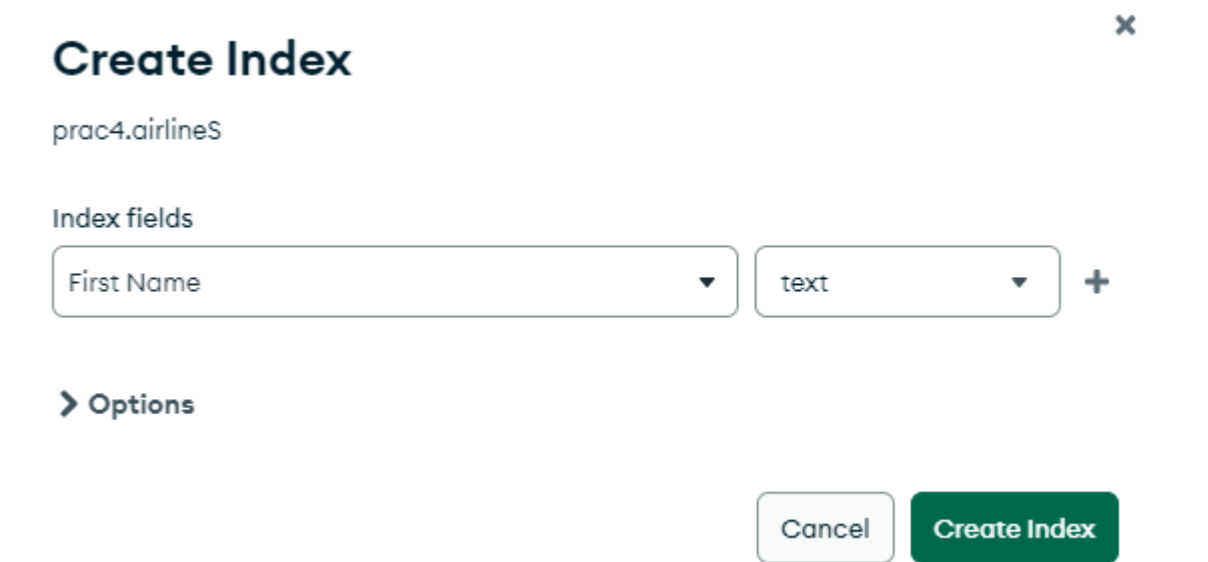 Create Index
prac4.airlineS
Index fields
First Name
text
Options
Cancel
Create Index